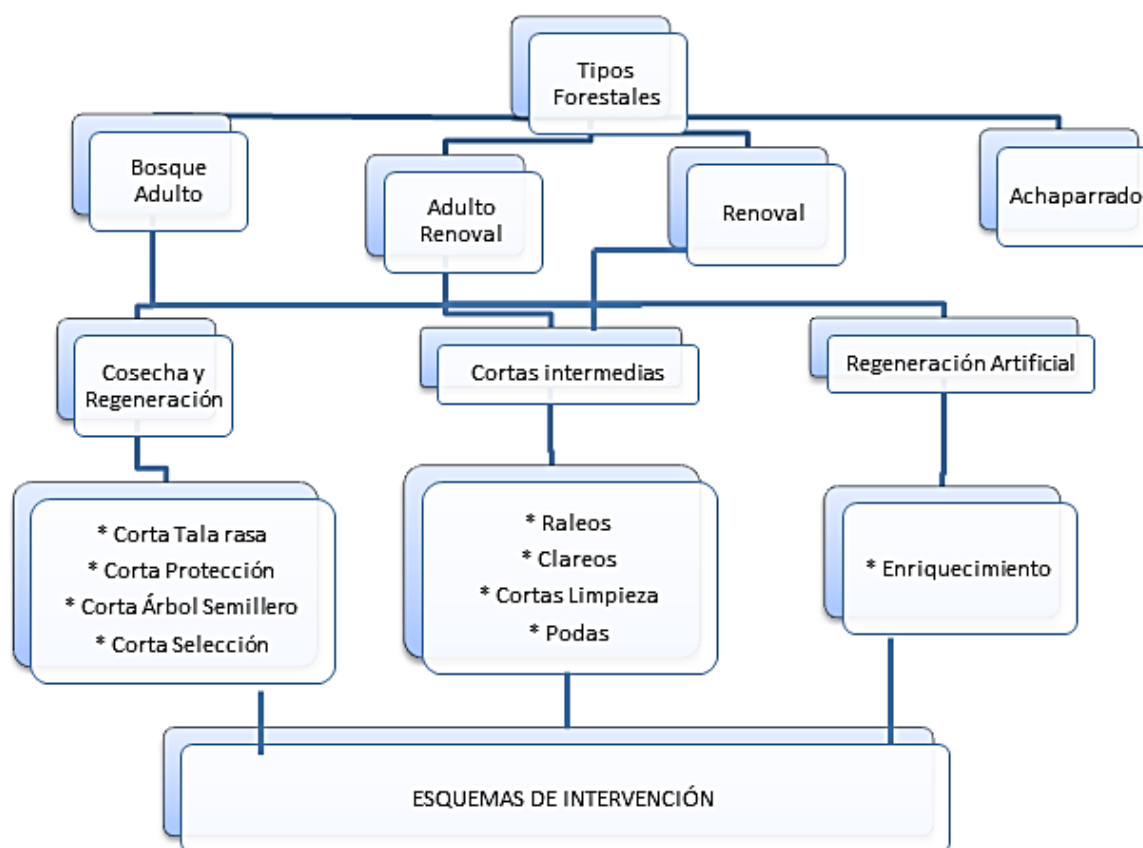 Tipos
Forestales
Bosque
Adulto
Adulto
Renoval
Renoval
Achaparrado
Cosecha y
Regeneración
Cortas intermedias
Regeneración Artificial
* Corta Tala rasa
* Corta Protección
* Corta Árbol Semillero
* Corta Selección
* Raleos
* Clareos
* Cortas Limpieza
* Podas
* Enriquecimiento
ESQUEMAS DE INTERVENCIÓN